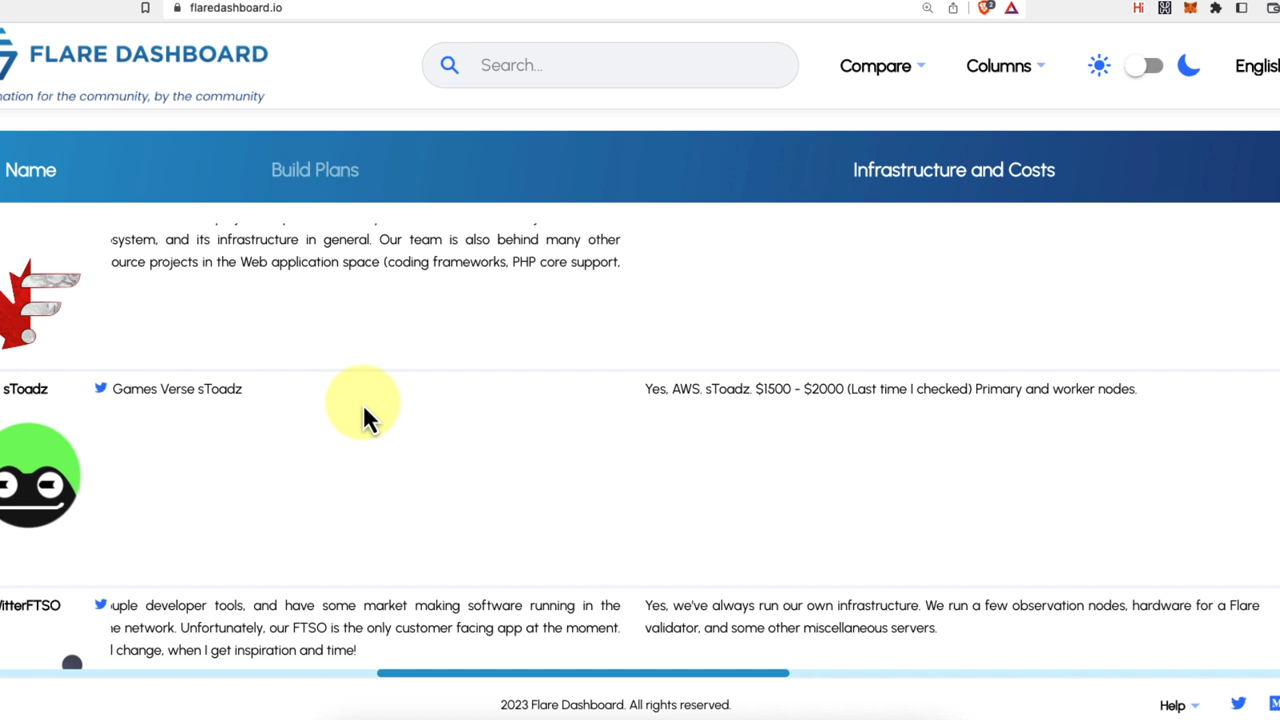 flaredashboard.io
2
Hi
FLARE DASHBOARD
Search...
Compare
Columns
English
ation for the community, by the community
Name
Build Plans
Infrastructure and Costs
system, and its infrastructure in general. Our team is also behind many other
ource projects in the Web application space (coding frameworks, PHP core support,
sToadz
Games Verse sToadz
Yes, AWS. sToadz. $1500 - $2000 (Last time I checked) Primary and worker nodes.
itterFTSO
uple developer tools, and have some market making software running in the
e network. Unfortunately, our FTSO is the only customer facing app at the moment.
l change, when I get inspiration and time!
Yes, we've always run our own infrastructure. We run a few observation nodes, hardware for a Flare
validator, and some other miscellaneous servers.
2023 Flare Dashboard. All rights reserved.
Help